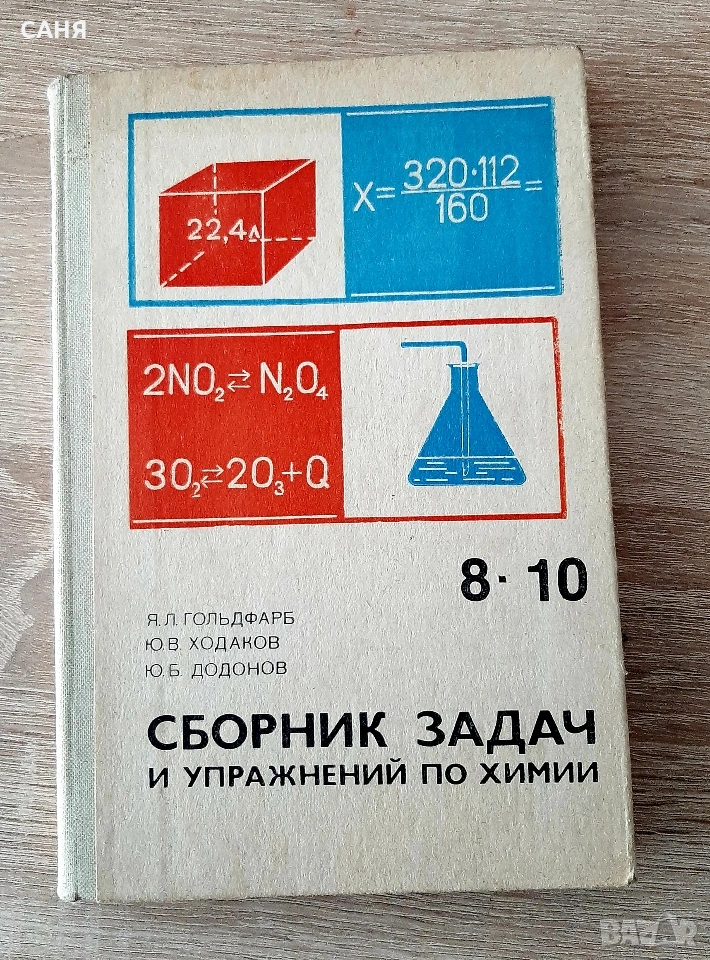 САНЯ
22,4л
X= 320·112 / 160 =
2NO₂⇄N₂O₄
3O₂⇄2O₃+Q
8·10
Я.Л. ГОЛЬДФАРБ
Ю.В. ХОДАКОВ
Ю.Б. ДОДОНОВ
СБОРНИК ЗАДАЧ
И УПРАЖНЕНИЙ ПО ХИМИИ
BAZAR